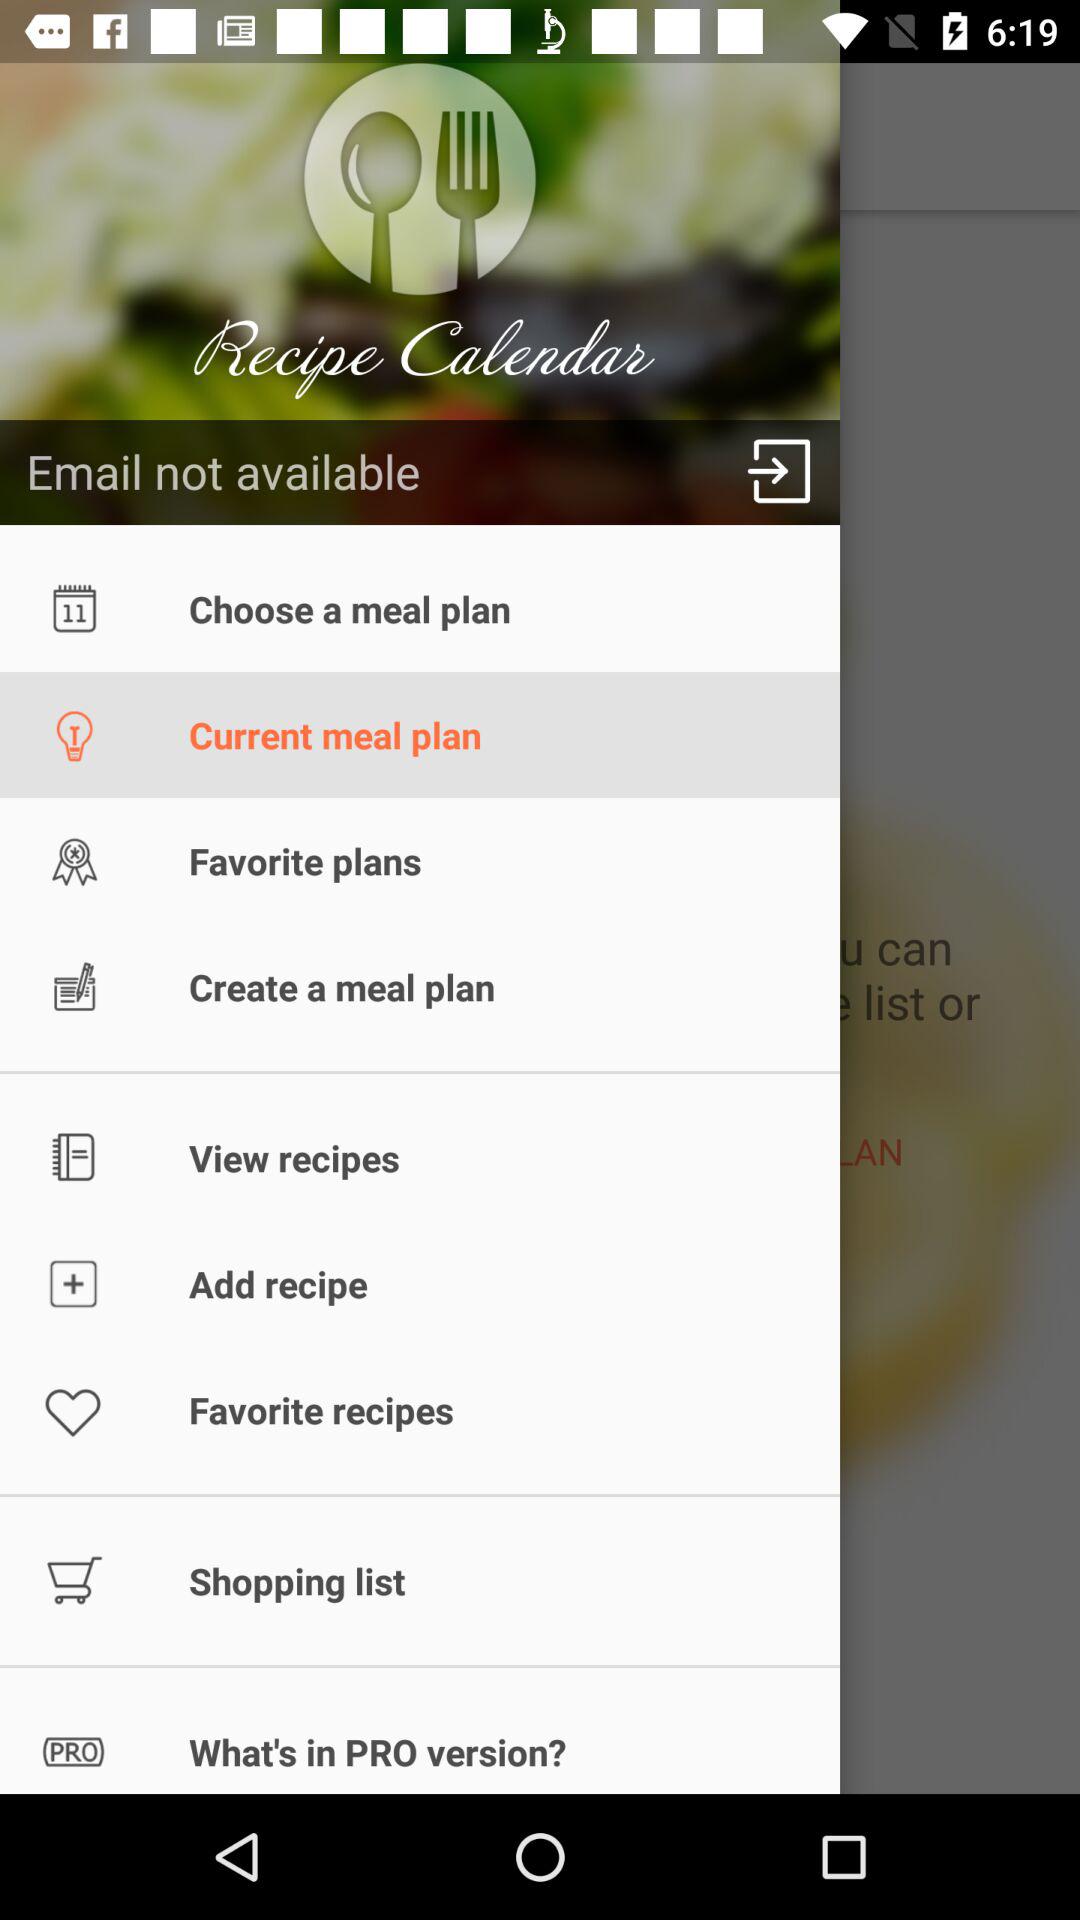 6:19
Recipe Calendar
Email not available
11
Choose a meal plan
Current meal plan
Favorite plans
u can
Create a meal plan
e list or
LAN
View recipes
Add recipe
Favorite recipes
Shopping list
PRO
What's in PRO version?